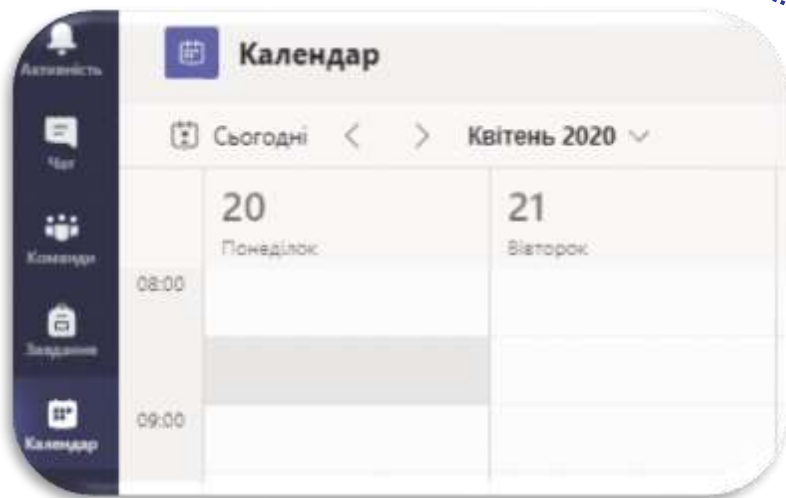 Активність
Чат
Команди
Завдання
Календар
Календар
Сьогодні
Квітень 2020
20
Понеділок
21
Вівторок
08:00
09:00